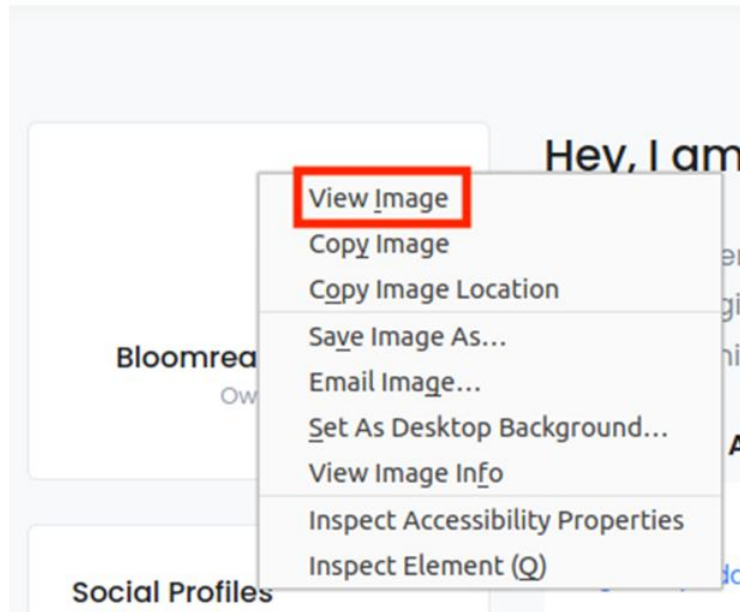 Hey, I am
View Image
Copy Image
Copy Image Location
Save Image As...
Bloomrea
Email Image...
Ow
Set As Desktop Background...
A
View Image Info
Inspect Accessibility Properties
Inspect Element (Q)
Social Profiles